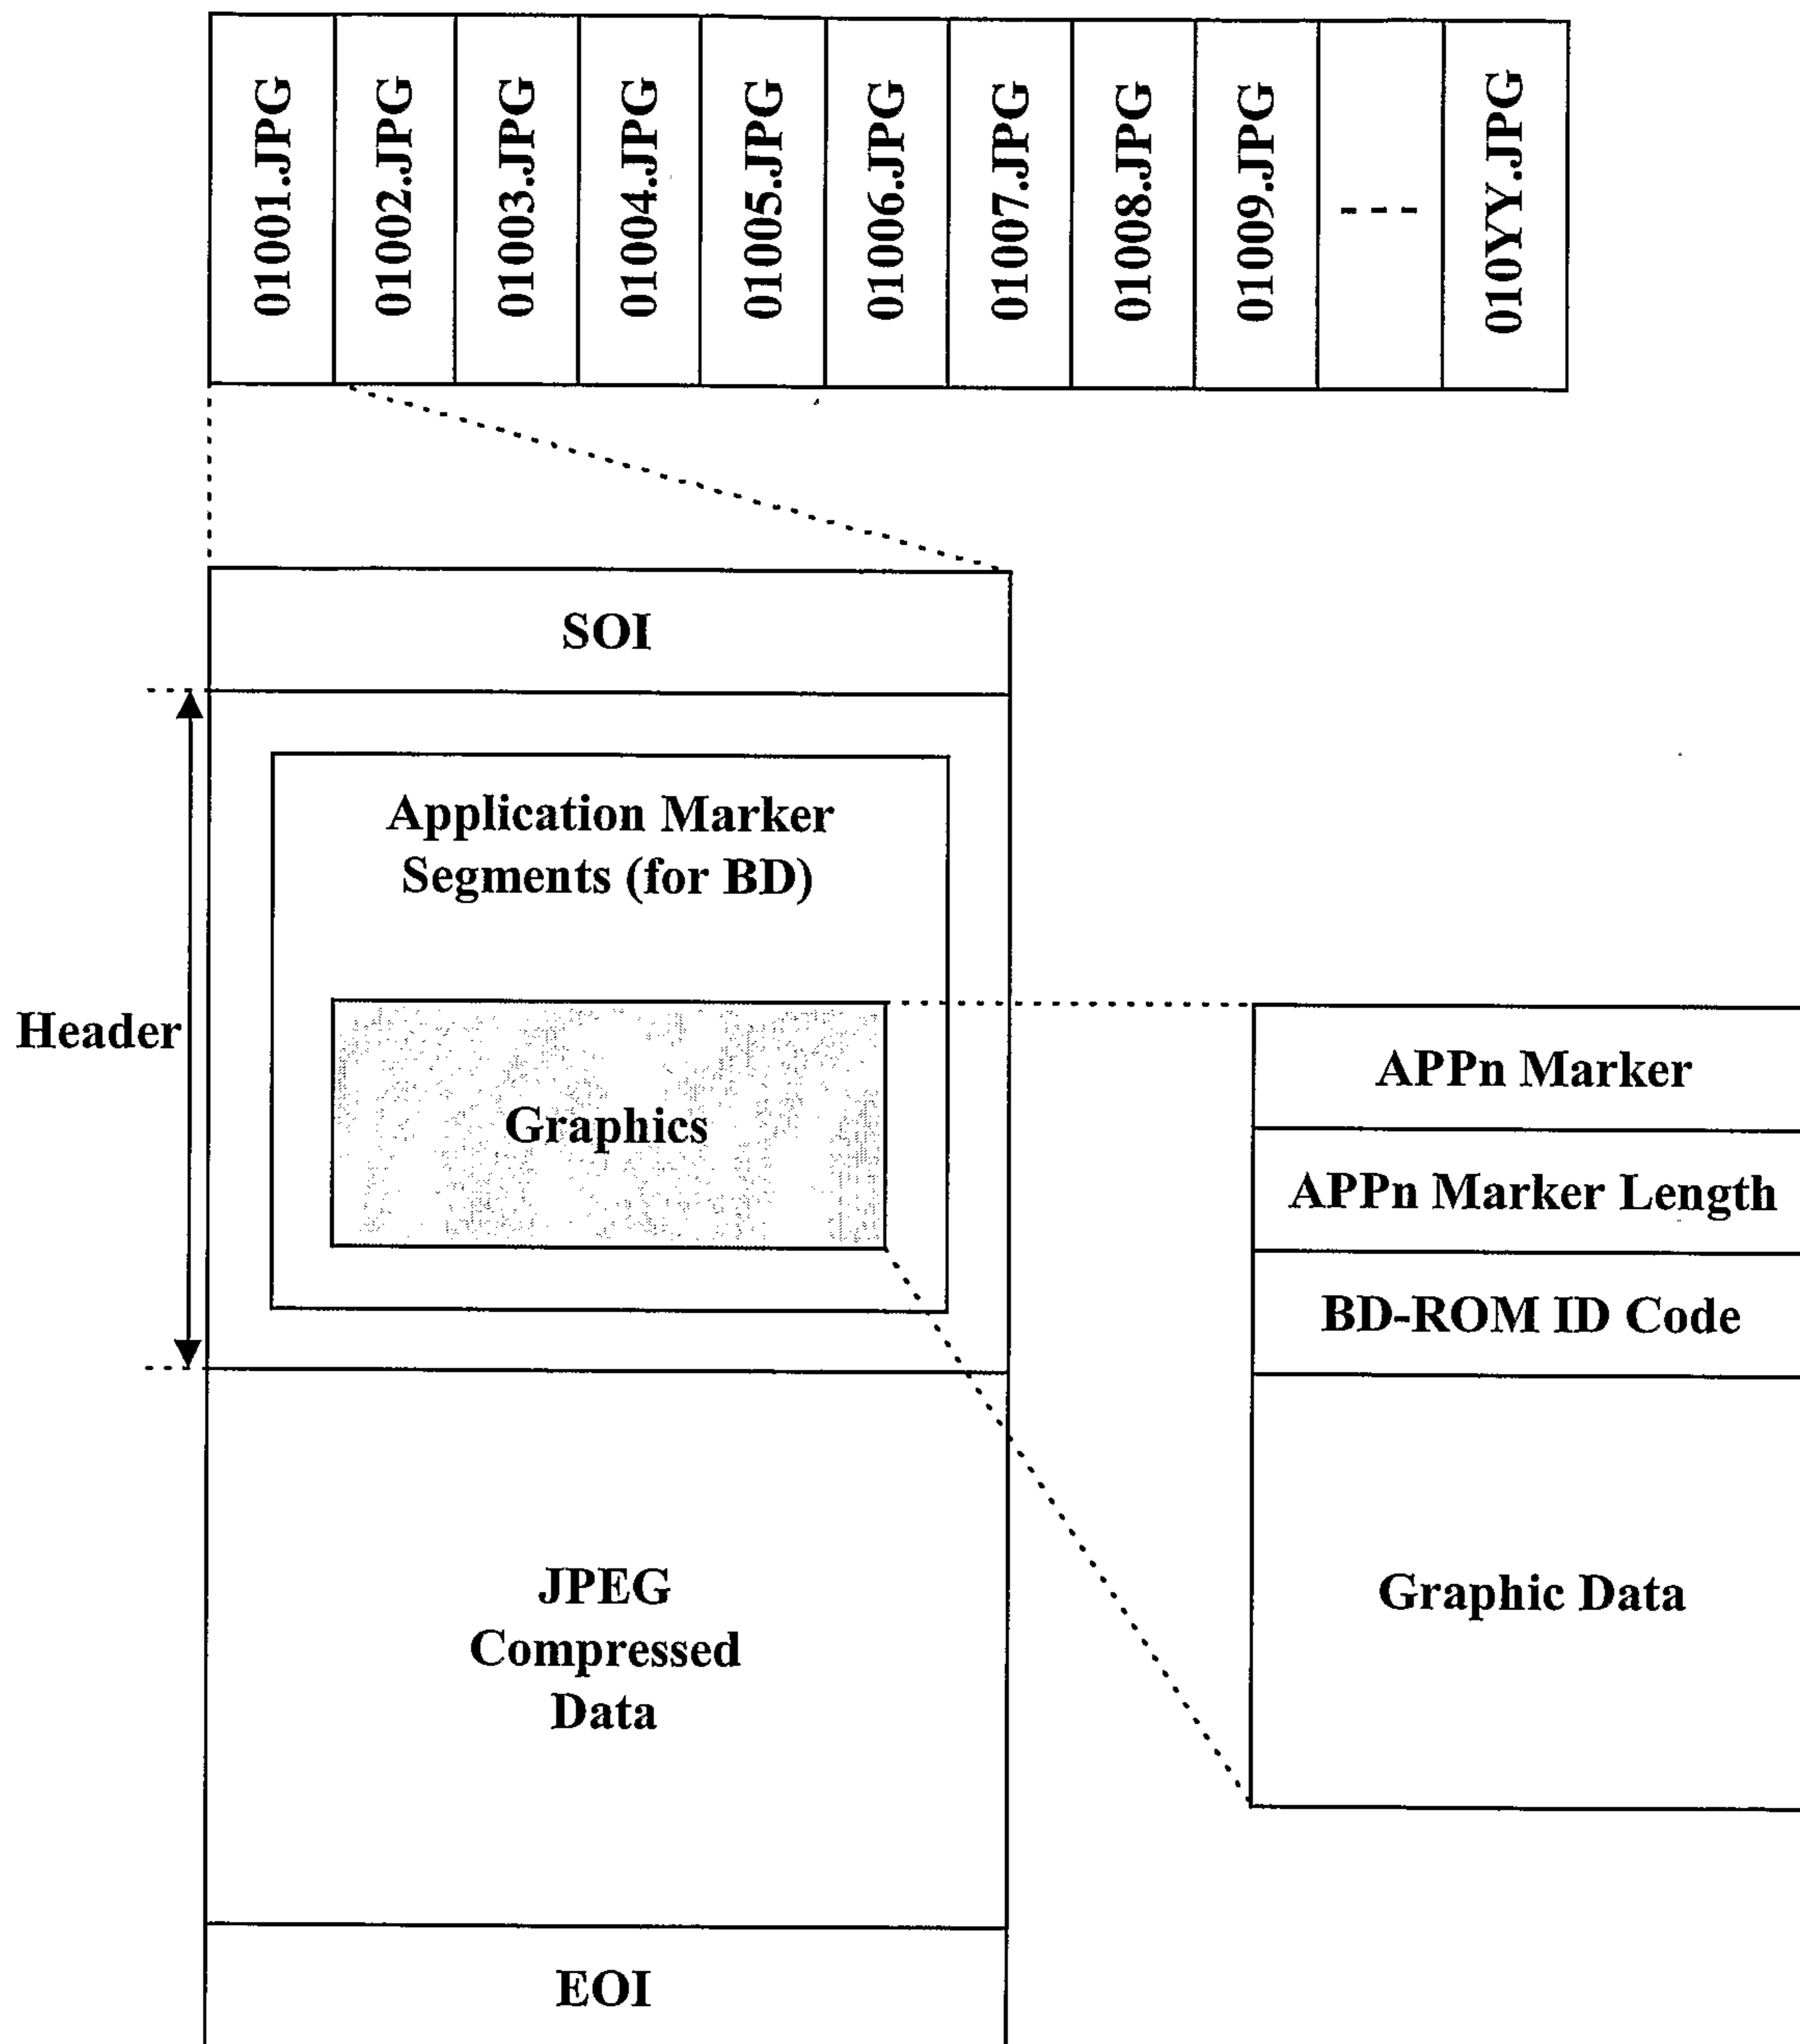 01001.JPG
01002.JPG
01003.JPG
01004.JPG
01005.JPG
01006.JPG
01007.JPG
01008.JPG
01009.JPG
---
010YY.JPG
SOI
Header
Application Marker
Segments (for BD)
Graphics
APPn Marker
APPn Marker Length
BD-ROM ID Code
Graphic Data
JPEG
Compressed
Data
EOI